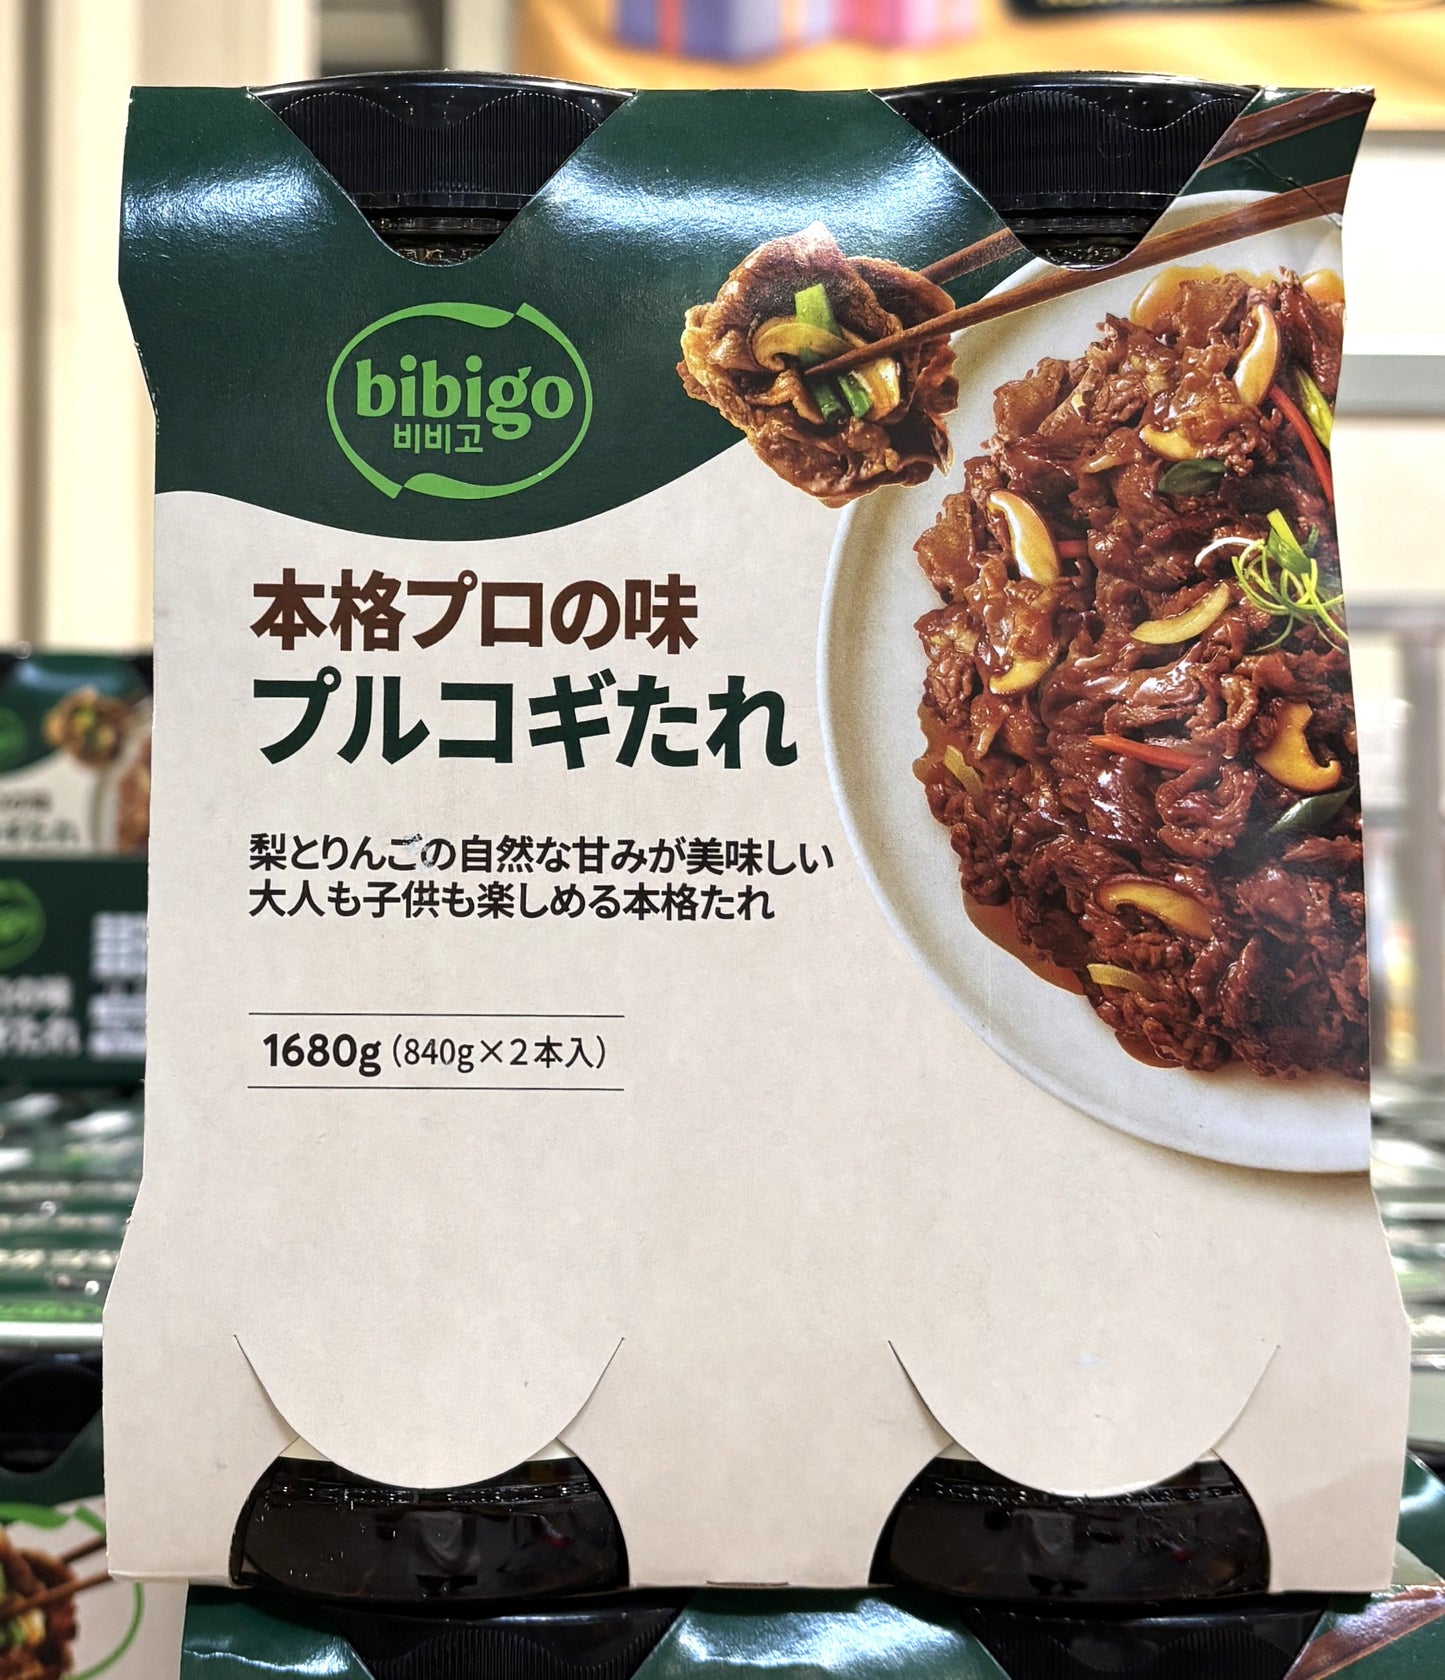 bibigo
비비고
本格プロの味
プルコギたれ
梨とりんごの自然な甘みが美味しい
大人も子供も楽しめる本格たれ
1680g(840g×2本入)